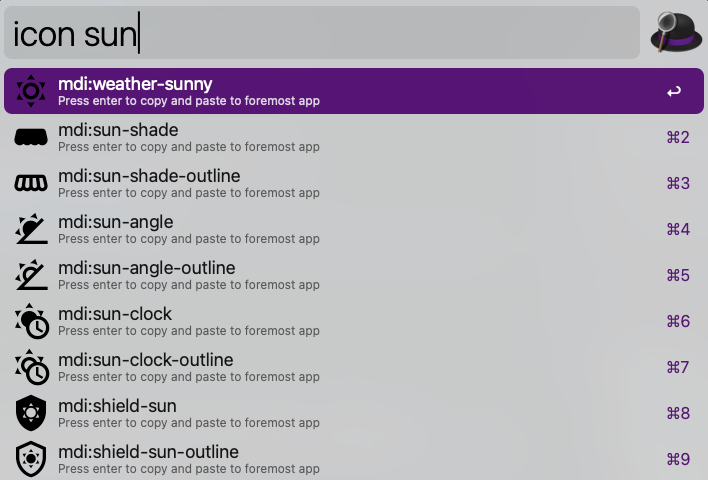 icon sun
mdi:weather-sunny
Press enter to copy and paste to foremost app
↩
mdi:sun-shade
Press enter to copy and paste to foremost app
⌘2
mdi:sun-shade-outline
Press enter to copy and paste to foremost app
⌘3
mdi:sun-angle
Press enter to copy and paste to foremost app
⌘4
mdi:sun-angle-outline
Press enter to copy and paste to foremost app
⌘5
mdi:sun-clock
Press enter to copy and paste to foremost app
⌘6
mdi:sun-clock-outline
Press enter to copy and paste to foremost app
⌘7
mdi:shield-sun
Press enter to copy and paste to foremost app
⌘8
mdi:shield-sun-outline
Press enter to copy and paste to foremost app
⌘9